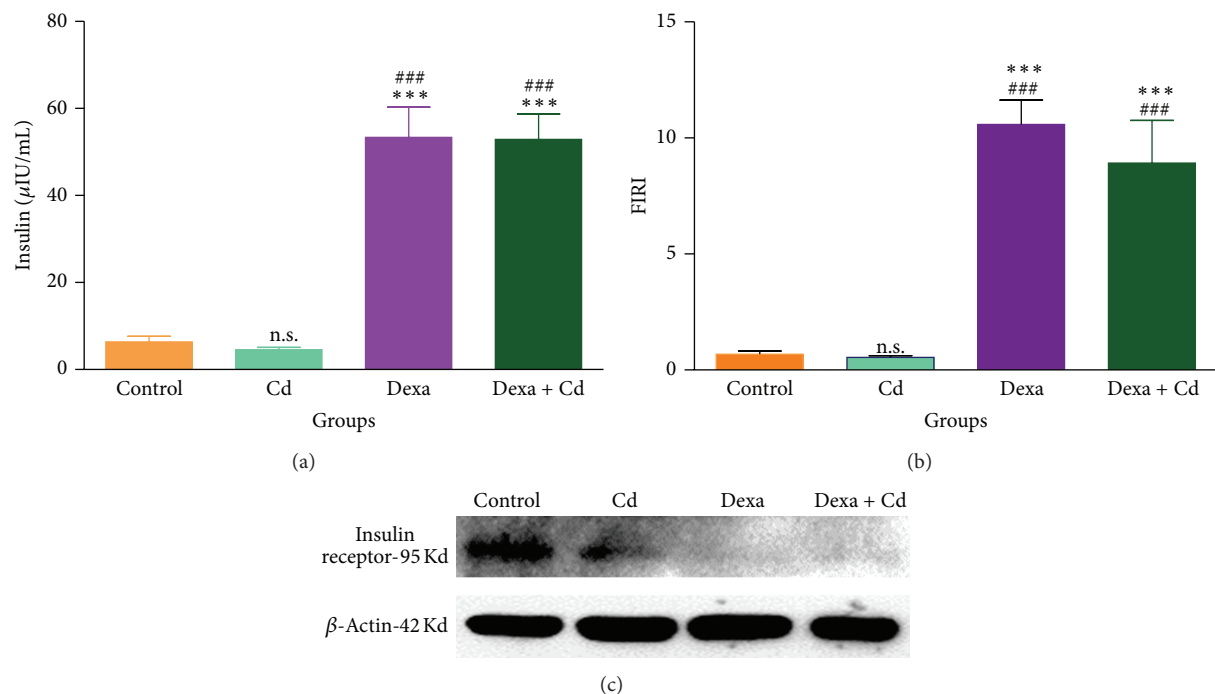 80
60
40
20
0
Insulin (μIU/mL)
n.s.
###
***
###
***
Control Cd Dexa Dexa + Cd
Groups
(a)
15
10
5
0
FIRI
n.s.
***
###
***
###
Control Cd Dexa Dexa + Cd
Groups
(b)
Control Cd Dexa Dexa + Cd
Insulin
receptor-95 Kd
β-Actin-42 Kd
(c)